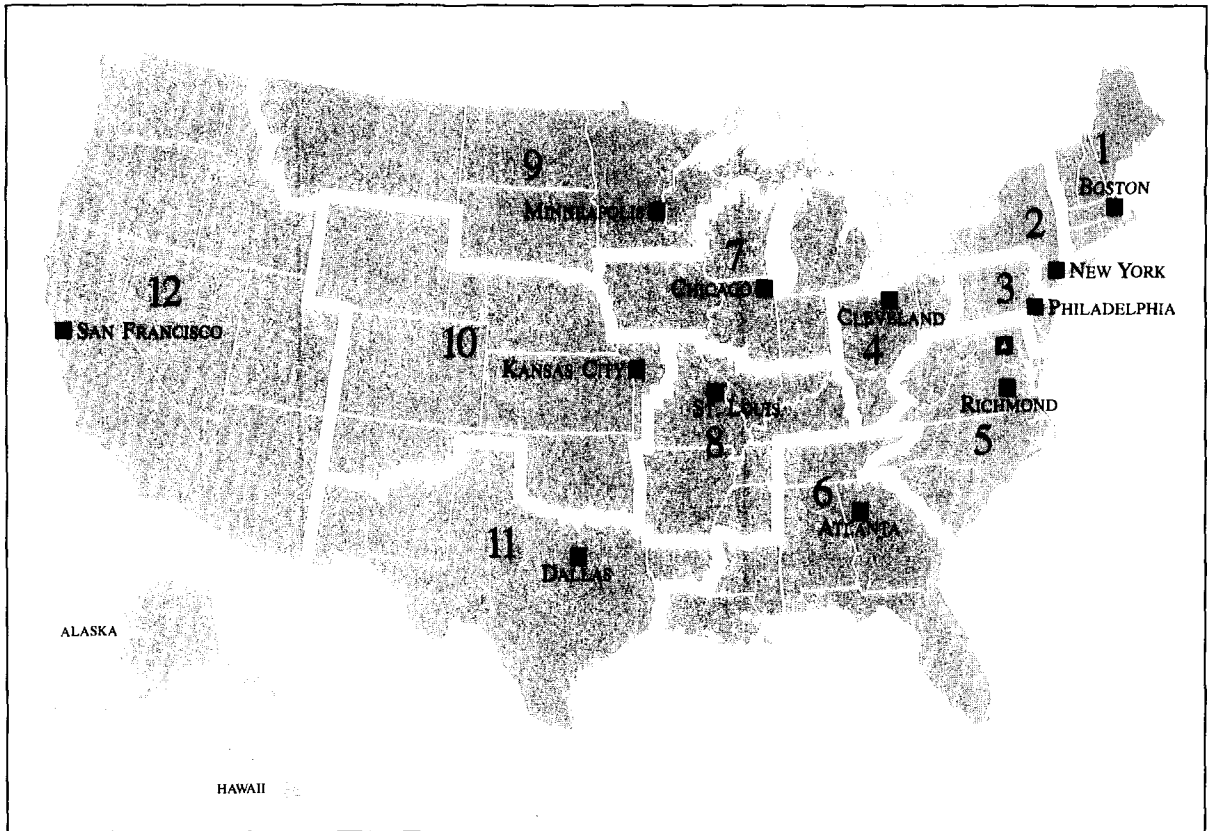 1
BOSTON
9
MINNEAPOLIS
2
7
NEW YORK
CHICAGO
12
3
PHILADELPHIA
CLEVELAND
SAN FRANCISCO
10
4
KANSAS CITY
ST. LOUIS
RICHMOND
8
5
6
ATLANTA
11
DALLAS
ALASKA
HAWAII